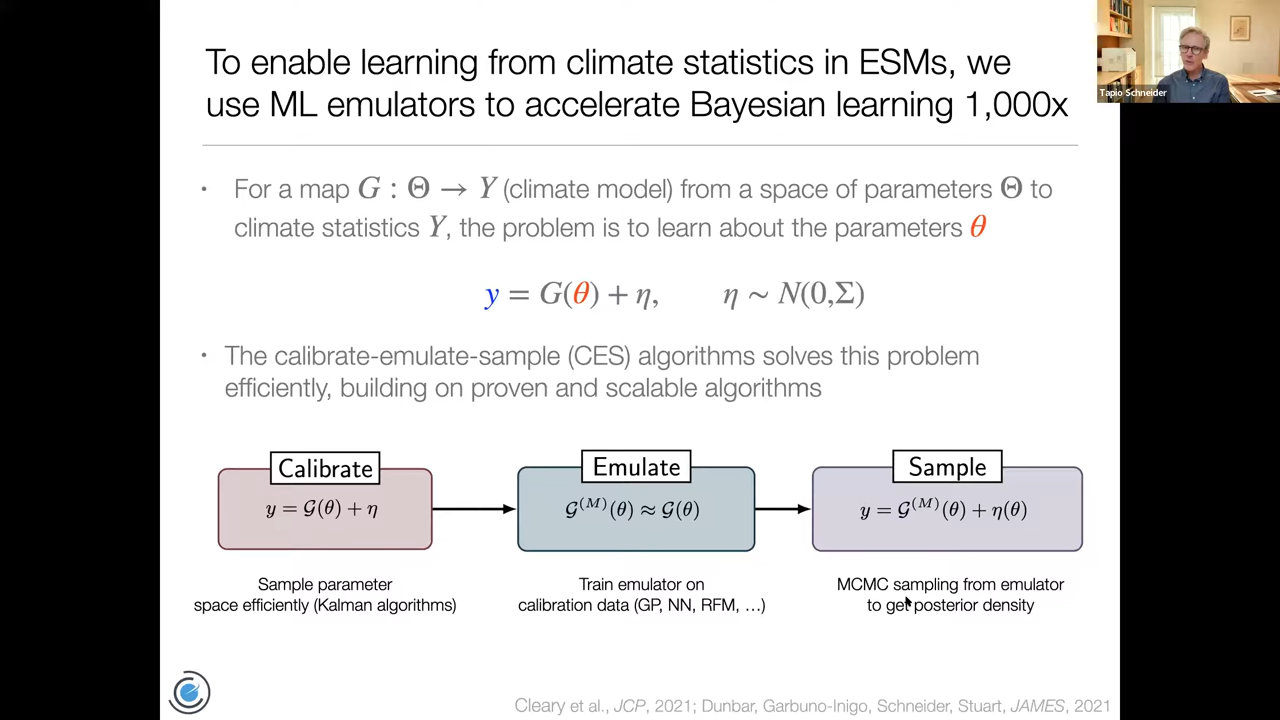 To enable learning from climate statistics in ESMs, we
use ML emulators to accelerate Bayesian learning 1,000x
Tapio Schneider
• For a map G : Θ → Y (climate model) from a space of parameters Θ to
climate statistics Y, the problem is to learn about the parameters θ
y = G(θ) + η, η ∼ N(0,Σ)
• The calibrate-emulate-sample (CES) algorithms solves this problem
efficiently, building on proven and scalable algorithms
Calibrate
y = 𝒢(θ) + η
Sample parameter
space efficiently (Kalman algorithms)
Emulate
𝒢^(M)(θ) ≈ 𝒢(θ)
Train emulator on
calibration data (GP, NN, RFM, …)
Sample
y = 𝒢^(M)(θ) + η(θ)
MCMC sampling from emulator
to get posterior density
Cleary et al., JCP, 2021; Dunbar, Garbuno-Inigo, Schneider, Stuart, JAMES, 2021